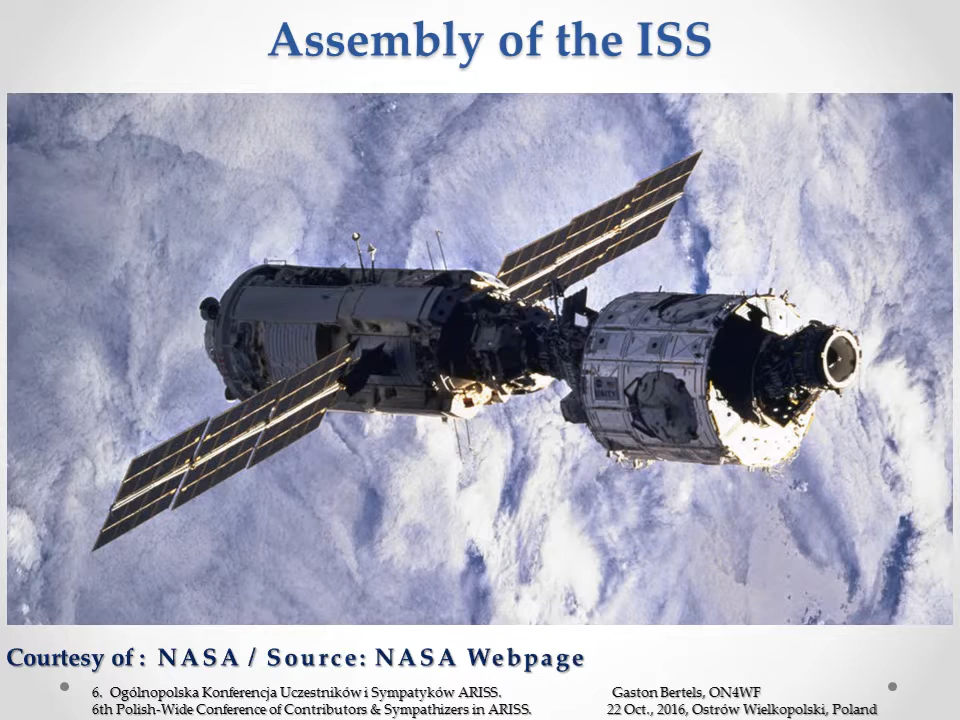 Assembly of the ISS
Courtesy of : NASA / Source: NASA Webpage
6. Ogólnopolska Konferencja Uczestników i Sympatyków ARISS. Gaston Bertels, ON4WF
6th Polish-Wide Conference of Contributors & Sympathizers in ARISS. 22 Oct., 2016, Ostrów Wielkopolski, Poland